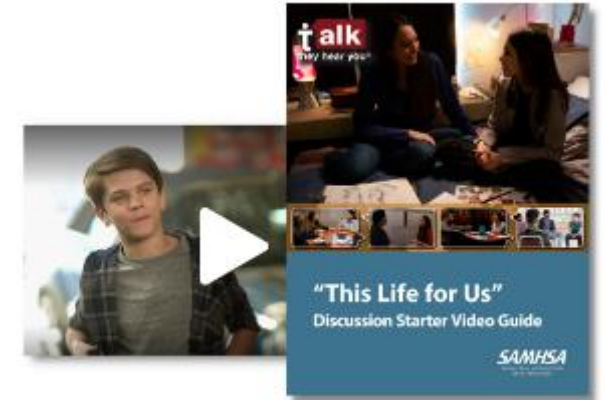 talk
they hear you®
"This Life for Us"
Discussion Starter Video Guide
SAMHSA